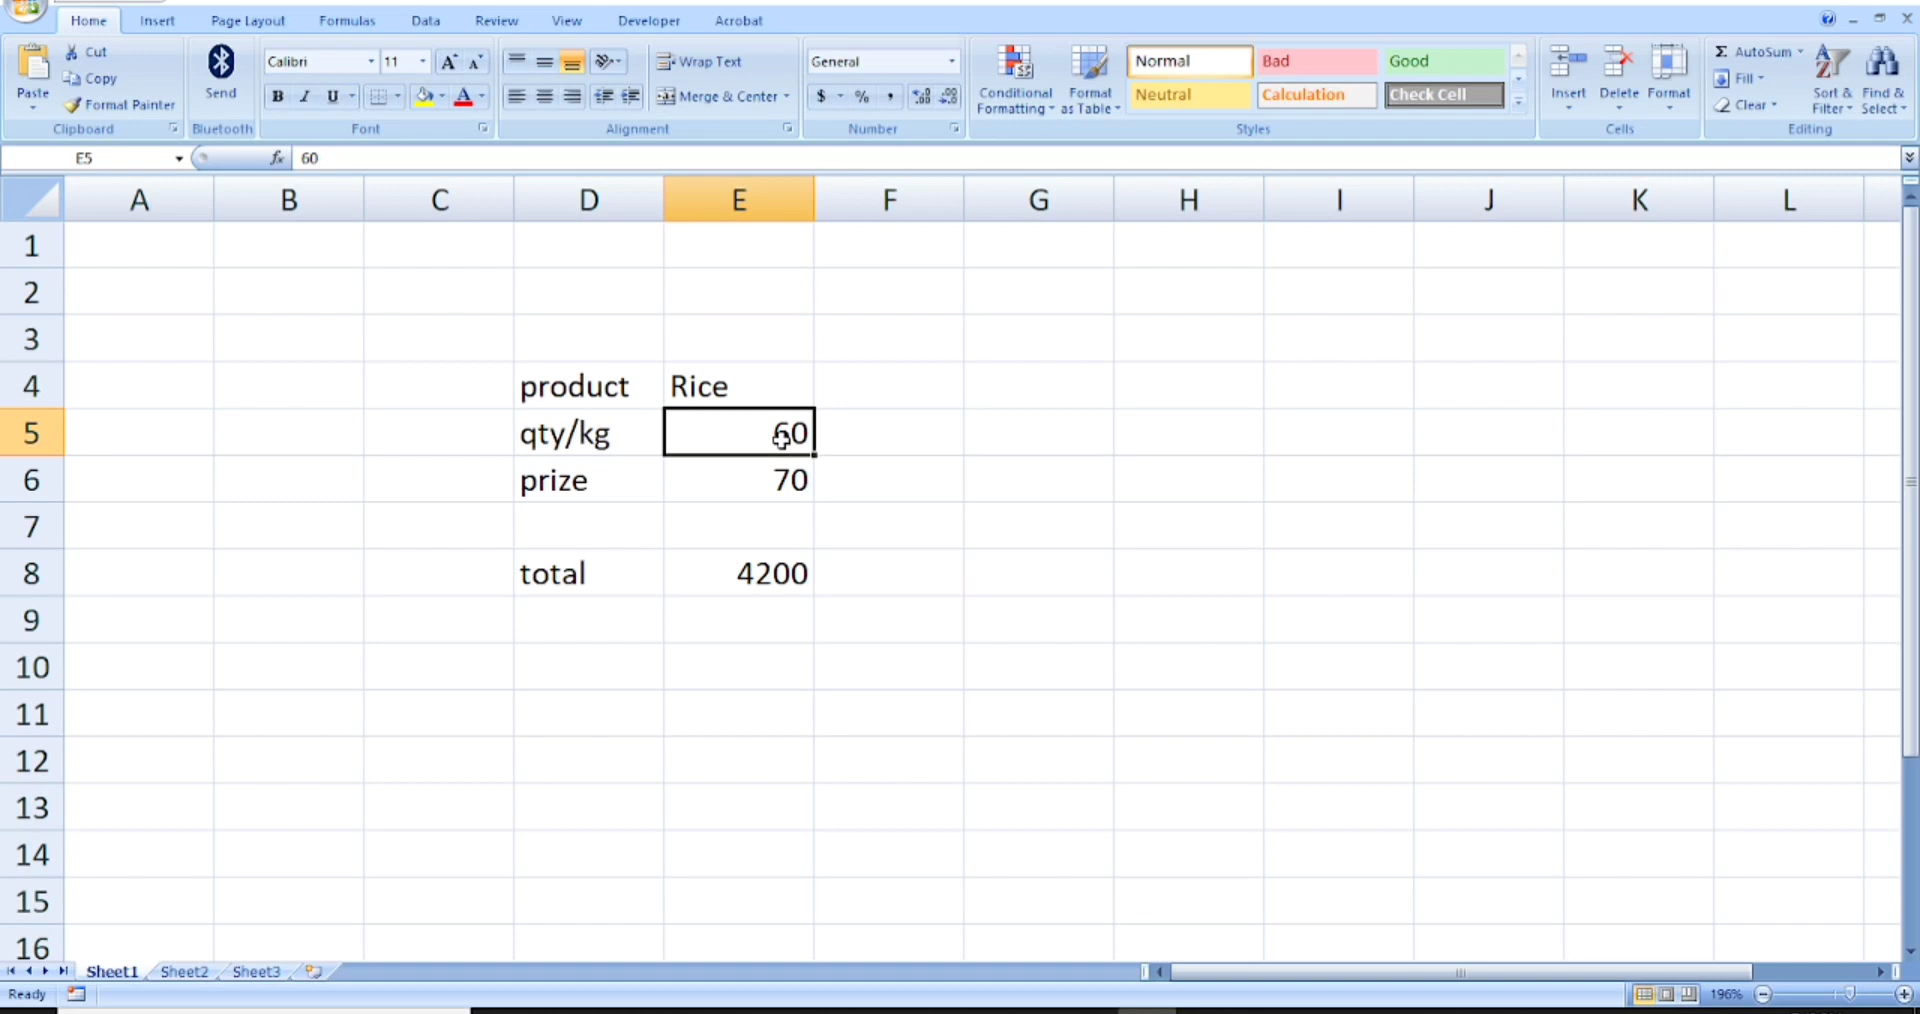 Home Insert Page Layout Formulas Data Review View Developer Acrobat
Paste
Cut
Copy
Format Painter
Clipboard
Send
Bluetooth
Calibri 11 A A
B I U A
Font
Wrap Text
Merge & Center
Alignment
General
$ % ,
Number
Conditional Formatting
Format as Table
Normal Bad Good
Neutral Calculation Check Cell
Styles
Insert Delete Format
Cells
Σ AutoSum
Fill
Clear
Sort & Filter
Find & Select
Editing
E5 fx 60
A B C D E F G H I J K L
1
2
3
4 product Rice
5 qty/kg 60
6 prize 70
7
8 total 4200
9
10
11
12
13
14
15
16
Sheet1 Sheet2 Sheet3
Ready 196%